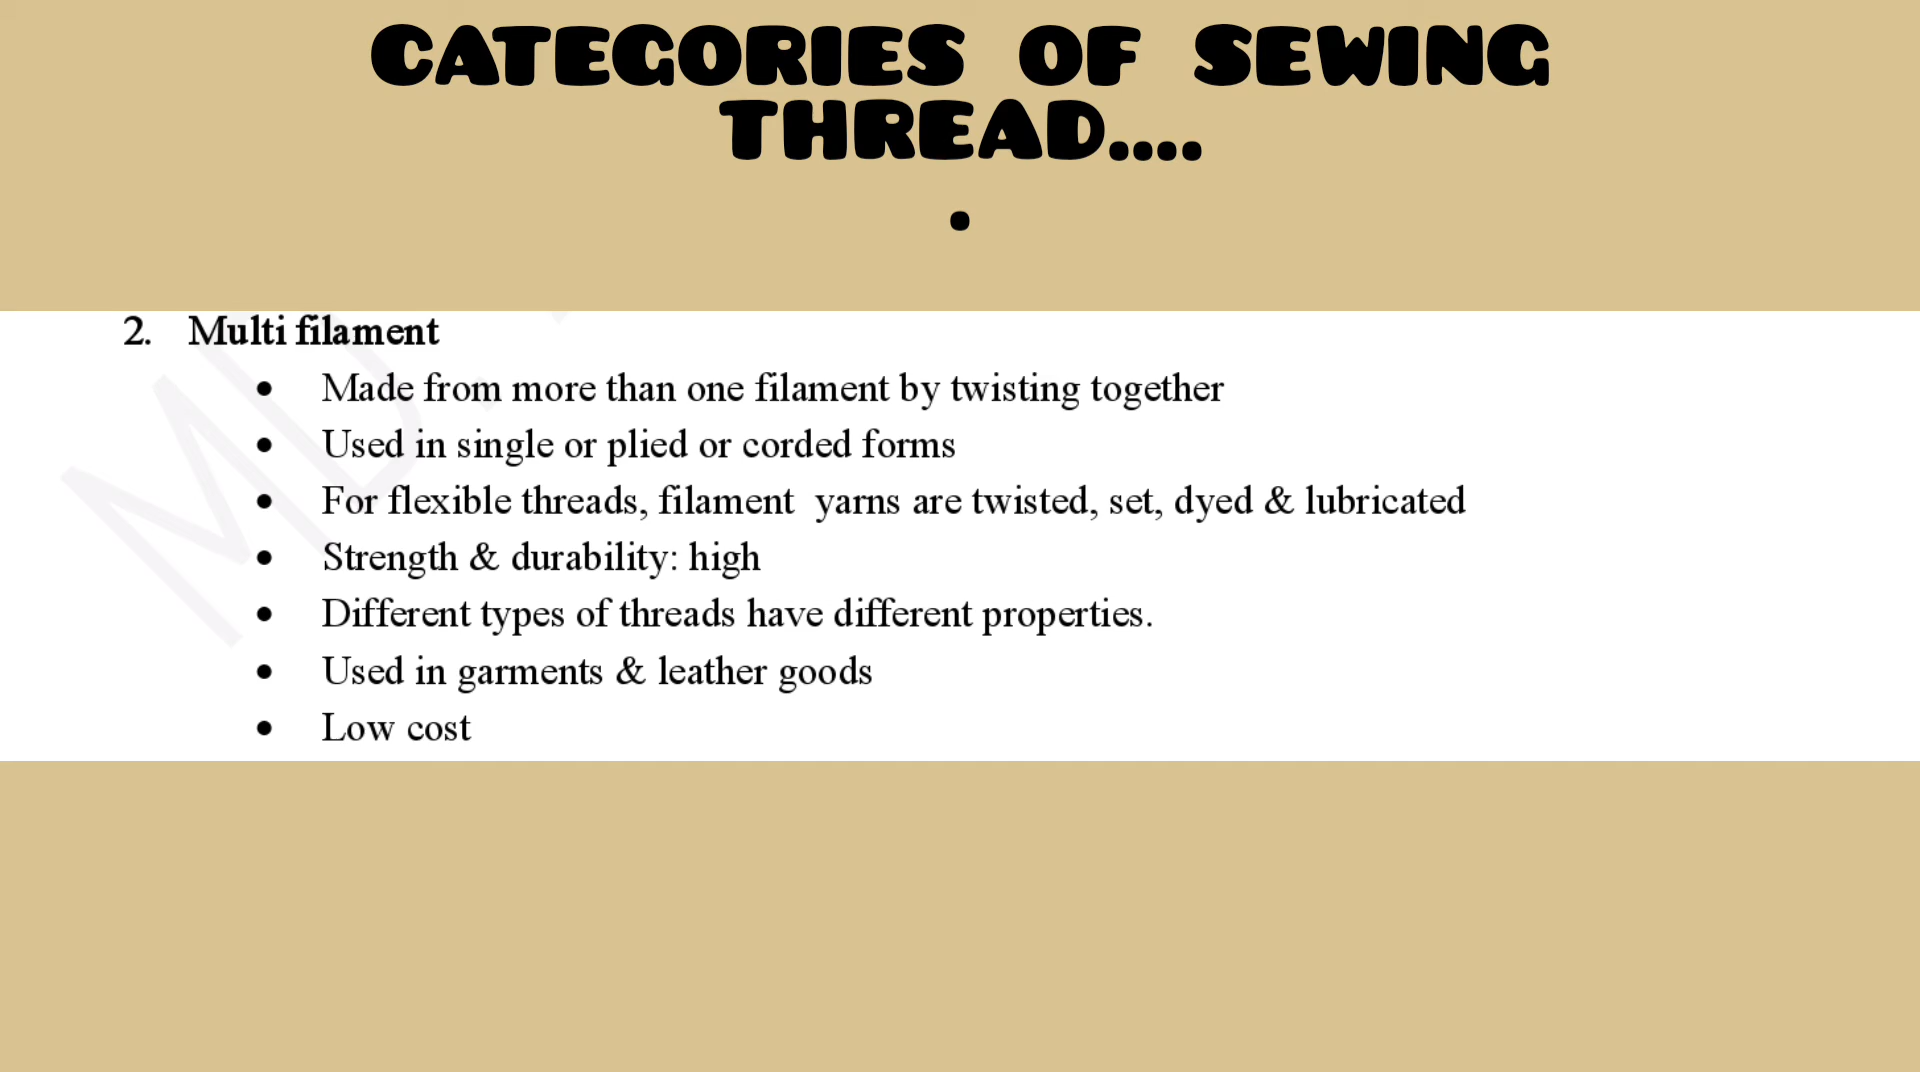 CATEGORIES OF SEWING
THREAD....
.
2. Multi filament
• Made from more than one filament by twisting together
• Used in single or plied or corded forms
• For flexible threads, filament yarns are twisted, set, dyed & lubricated
• Strength & durability: high
• Different types of threads have different properties.
• Used in garments & leather goods
• Low cost